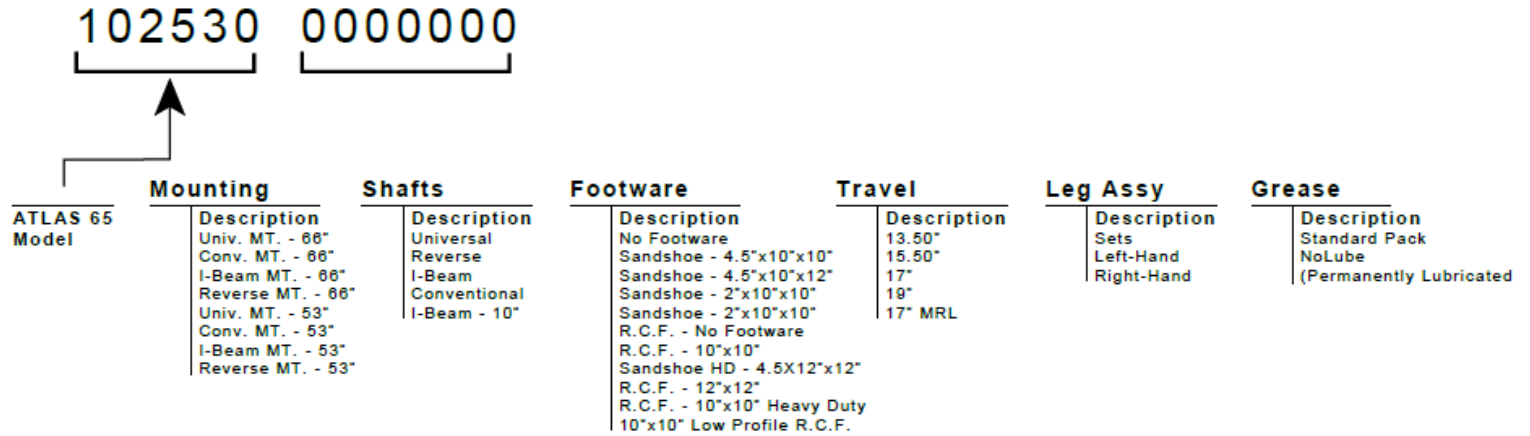 102530 0000000
ATLAS 65
Model
Mounting
Description
Univ. MT. - 66"
Conv. MT. - 66"
I-Beam MT. - 66"
Reverse MT. - 66"
Univ. MT. - 53"
Conv. MT. - 53"
I-Beam MT. - 53"
Reverse MT. - 53"
Shafts
Description
Universal
Reverse
I-Beam
Conventional
I-Beam - 10"
Footware
Description
No Footware
Sandshoe - 4.5"x10"x10"
Sandshoe - 4.5"x10"x12"
Sandshoe - 2"x10"x10"
Sandshoe - 2"x10"x10"
R.C.F. - No Footware
R.C.F. - 10"x10"
Sandshoe HD - 4.5X12"x12"
R.C.F. - 12"x12"
R.C.F. - 10"x10" Heavy Duty
10"x10" Low Profile R.C.F.
Travel
Description
13.50"
15.50"
17"
19"
17" MRL
Leg Assy
Description
Sets
Left-Hand
Right-Hand
Grease
Description
Standard Pack
NoLube
(Permanently Lubricated